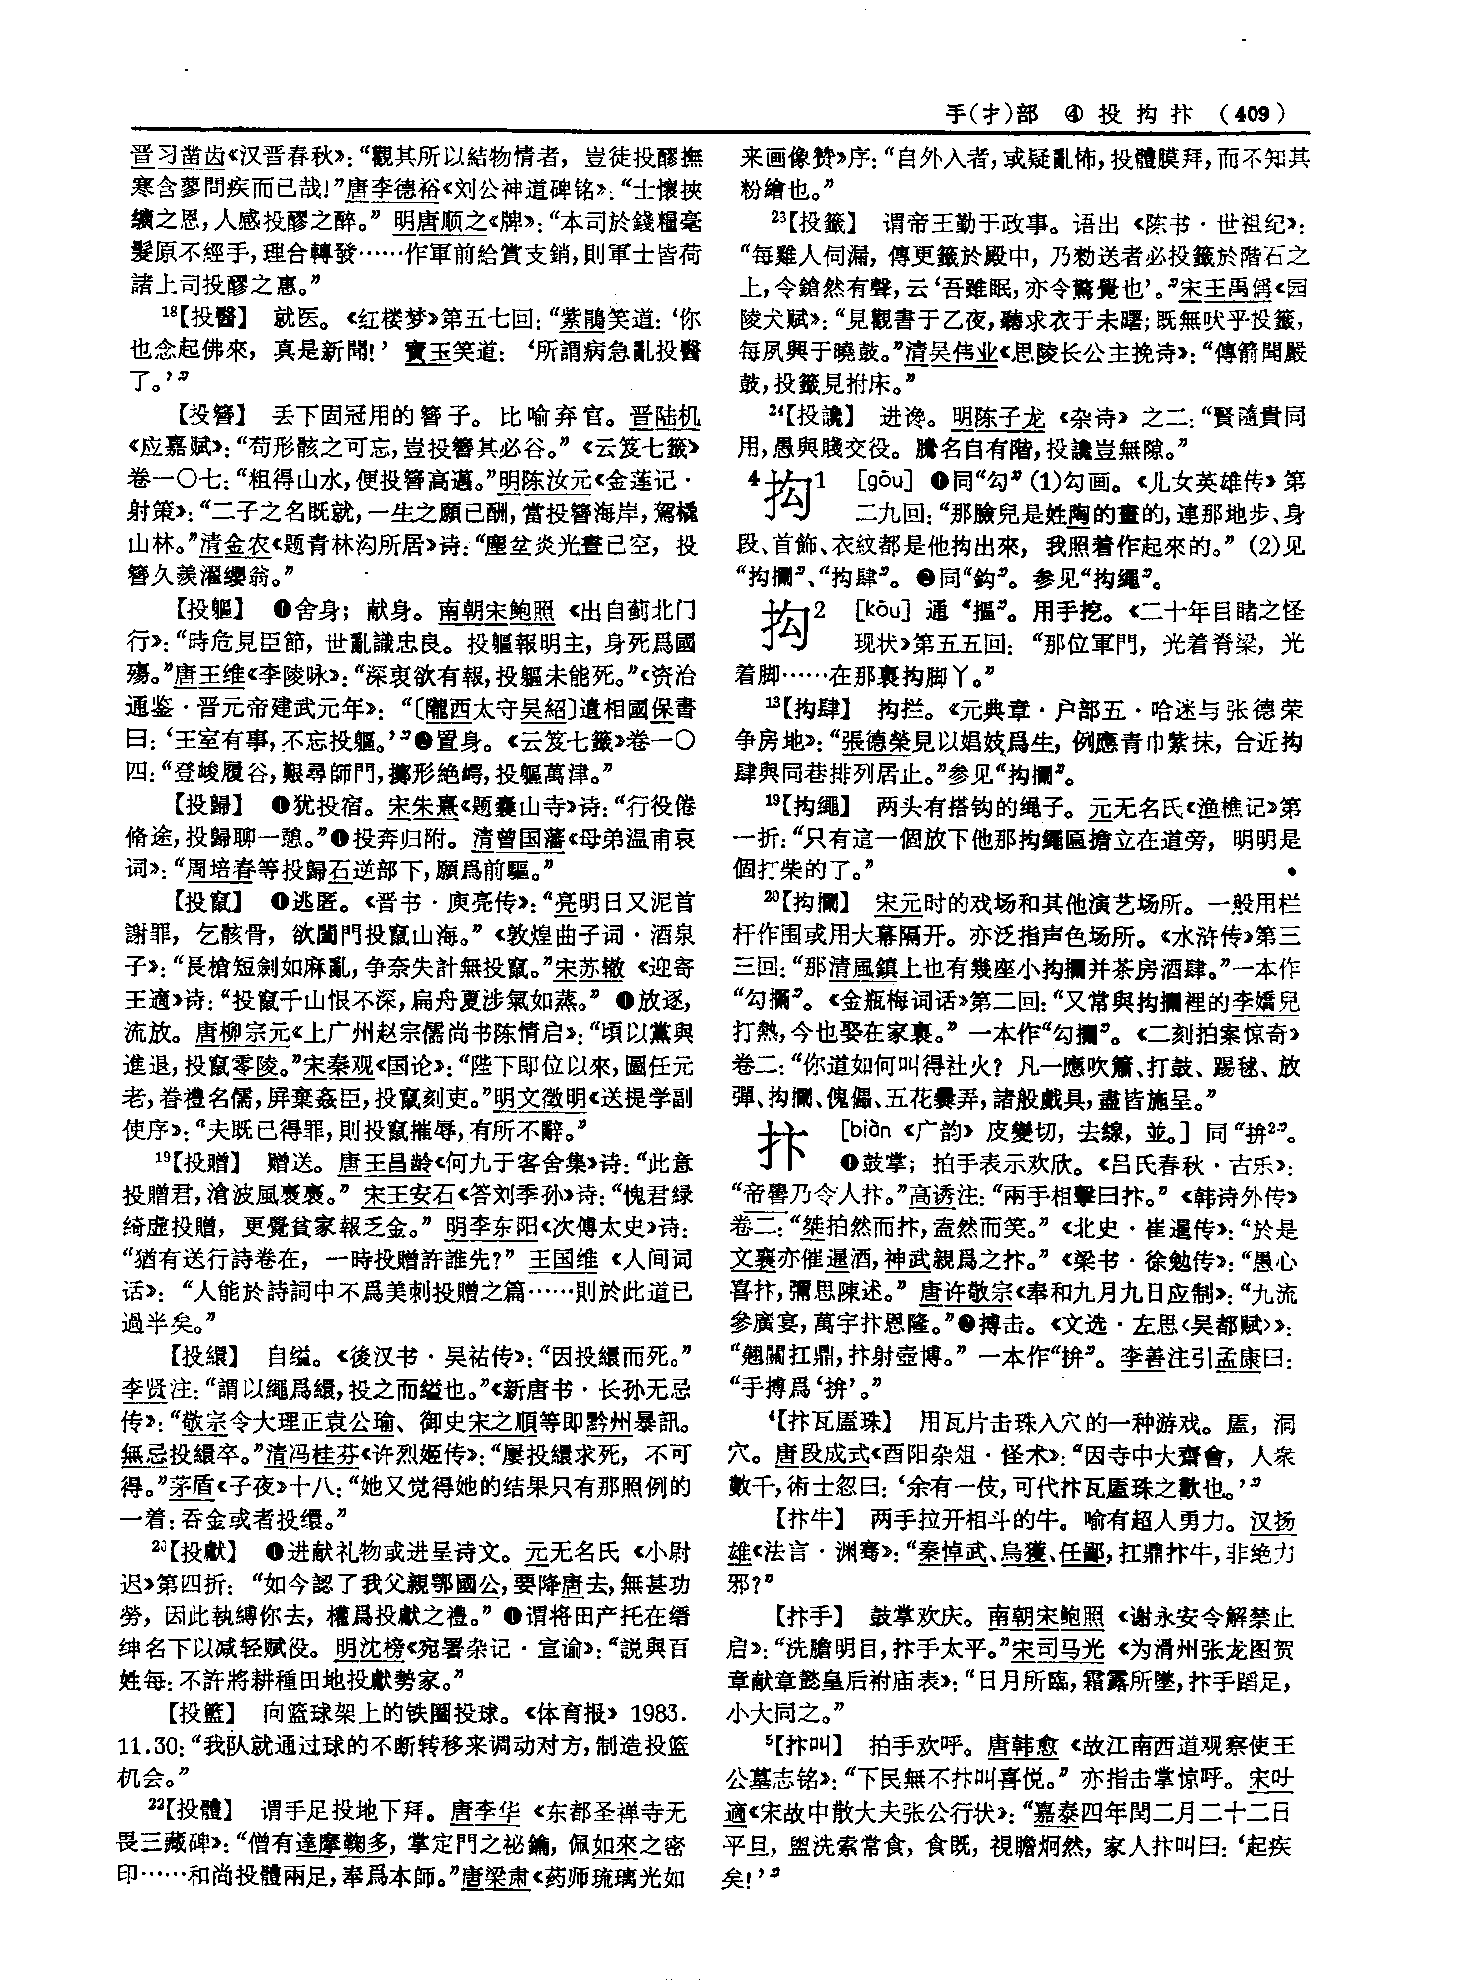 手(扌)部 ④ 投 抅 抃 (409)
晋习凿齿《汉晋春秋》：“觀其所以結物情者，豈徒投醪撫
寒含蓼問疾而已哉！”唐李德裕《刘公神道碑铭》：“士懷挾
纊之恩，人感投醪之醉。” 明唐顺之《牌》：“本司於錢糧毫
髮原不經手，理合轉發……作軍前給賞支銷，則軍士皆荷
諸上司投醪之惠。”
18【投醫】 就医。《红楼梦》第五七回：“紫鵑笑道：‘你
也念起佛來，真是新聞！’ 寶玉笑道：‘所謂病急亂投醫
了。’”
【投簪】 丢下固冠用的簪子。比喻弃官。晋陆机
《应嘉赋》：“苟形骸之可忘，豈投簪其必谷。”《云笈七籤》
卷一〇七：“粗得山水，便投簪高邁。”明陈汝元《金莲记·
射策》：“二子之名既就，一生之願已酬，當投簪海岸，駕橇
山林。”清金农《题青林沟所居》诗：“塵坌炎光晝已空，投
簪久羨濯纓翁。”
【投軀】 ❶舍身；献身。南朝宋鲍照《出自蓟北门
行》：“時危見臣節，世亂識忠良。投軀報明主，身死爲國
殤。”唐王维《李陵咏》：“深衷欲有報，投軀未能死。”《资治
通鉴·晋元帝建武元年》：“〔隴西太守吴紹〕遺相國保書
曰：‘王室有事，不忘投軀。’”❷置身。《云笈七籤》卷一〇
四：“登峻履谷，艱尋師門，擲形絶崿，投軀萬津。”
【投歸】 ❶犹投宿。宋朱熹《题囊山寺》诗：“行役倦
脩途，投歸聊一憩。”❷投奔归附。清曾国藩《母弟温甫哀
词》：“周培春等投歸石逆部下，願爲前驅。”
【投竄】 ❶逃匿。《晋书·庾亮传》：“亮明日又泥首
謝罪，乞骸骨，欲闔門投竄山海。”《敦煌曲子词·酒泉
子》：“長槍短劍如麻亂，争奈失計無投竄。”宋苏辙《迎寄
王適》诗：“投竄千山恨不深，扁舟夏涉氣如蒸。” ❷放逐，
流放。唐柳宗元《上广州赵宗儒尚书陈情启》：“頃以黨與
進退，投竄零陵。”宋秦观《国论》：“陛下即位以來，圖任元
老，眷禮名儒，屏棄姦臣，投竄刻吏。”明文徵明《送提学副
使序》：“夫既已得罪，則投竄摧辱，有所不辭。”
19【投贈】 赠送。唐王昌龄《何九于客舍集》诗：“此意
投贈君，滄波風裊裊。” 宋王安石《答刘季孙》诗：“愧君緑
綺虚投贈，更覺貧家報乏金。” 明李东阳《次傅太史》诗：
“猶有送行詩卷在，一時投贈許誰先？” 王国维《人间词
话》：“人能於詩詞中不爲美刺投贈之篇……則於此道已
過半矣。”
【投繯】 自缢。《後汉书·吴祐传》：“因投繯而死。”
李贤注：“謂以繩爲繯，投之而縊也。”《新唐书·长孙无忌
传》：“敬宗令大理正袁公瑜、御史宋之順等即黔州暴訊。
無忌投繯卒。”清冯桂芬《许烈姬传》：“屢投繯求死，不可
得。”茅盾《子夜》十八：“她又觉得她的结果只有那照例的
一着：吞金或者投缳。”
20【投獻】 ❶进献礼物或进呈诗文。元无名氏《小尉
迟》第四折：“如今認了我父親鄂國公，要降唐去，無甚功
勞，因此執縛你去，權爲投獻之禮。” ❷谓将田产托在缙
绅名下以减轻赋役。明沈榜《宛署杂记·宣谕》：“説與百
姓每：不許將耕種田地投獻勢家。”
【投籃】 向篮球架上的铁圈投球。《体育报》1983.
11.30：“我队就通过球的不断转移来调动对方，制造投篮
机会。”
22【投體】 谓手足投地下拜。唐李华《东都圣禅寺无
畏三藏碑》：“僧有達摩鞠多，掌定門之祕鑰，佩如來之密
印……和尚投體兩足，奉爲本師。”唐梁肃《药师琉璃光如
来画像赞》序：“自外入者，或疑亂怖，投體膜拜，而不知其
粉繪也。”
23【投籤】 谓帝王勤于政事。语出《陈书·世祖纪》：
“每雞人伺漏，傳更籤於殿中，乃勑送者必投籤於階石之
上，令鎗然有聲，云‘吾雖眠，亦令驚覺也’。”宋王禹偁《园
陵犬赋》：“見觀書于乙夜，聽求衣于未曙；既無吠乎投籤，
每夙興于曉鼓。”清吴伟业《思陵长公主挽诗》：“傳箭聞嚴
鼓，投籤見拊床。”
24【投讒】 进谗。明陈子龙《杂诗》之二：“賢隨貴同
用，愚與賤交役。騰名自有階，投讒豈無隙。”
4抅1 [gōu] ❶同“勾”(1)勾画。《儿女英雄传》第
二九回：“那臉兒是姓陶的畫的，連那地步、身
段、首飾、衣紋都是他抅出來，我照着作起來的。”(2)见
“抅攔”、“抅肆”。❷同“鈎”。参见“抅繩”。
抅2 [kōu] 通“摳”。用手挖。《二十年目睹之怪
现状》第五五回：“那位軍門，光着脊梁，光
着脚……在那裏抅脚丫。”
13【抅肆】 抅拦。《元典章·户部五·哈迷与张德荣
争房地》：“張德榮見以娼妓爲生，例應青巾紫抹，合近抅
肆與同巷排列居止。”参见“抅攔”。
19【抅繩】 两头有搭钩的绳子。元无名氏《渔樵记》第
一折：“只有這一個放下他那抅繩匾擔立在道旁，明明是
個打柴的了。”
20【抅攔】 宋元时的戏场和其他演艺场所。一般用栏
杆作围或用大幕隔开。亦泛指声色场所。《水浒传》第三
三回：“那清風鎮上也有幾座小抅攔并茶房酒肆。”一本作
“勾攔”。《金瓶梅词话》第二回：“又常與抅攔裡的李嬌兒
打熱，今也娶在家裏。” 一本作“勾攔”。《二刻拍案惊奇》
卷二：“你道如何叫得社火？凡一應吹簫、打鼓、踢毬、放
彈、抅攔、傀儡、五花爨弄，諸般戲具，盡皆施呈。”
抃 [biàn 《广韵》皮變切，去線，並。] 同“拚2”。
❶鼓掌；拍手表示欢欣。《吕氏春秋·古乐》：
“帝嚳乃令人抃。”高诱注：“兩手相擊曰抃。”《韩诗外传》
卷二：“桀拍然而抃，盍然而笑。”《北史·崔暹传》：“於是
文襄亦催暹酒，神武親爲之抃。”《梁书·徐勉传》：“愚心
喜抃，彌思陳述。” 唐许敬宗《奉和九月九日应制》：“九流
參廣宴，萬宇抃恩隆。”❷搏击。《文选·左思〈吴都赋〉》：
“翹關扛鼎，抃射壺博。” 一本作“拚”。李善注引孟康曰：
“手搏爲‘拚’。”
4【抃瓦匲珠】 用瓦片击珠入穴的一种游戏。匲，洞
穴。唐段成式《酉阳杂俎·怪术》：“因寺中大齋會，人衆
數千，術士忽曰：‘余有一伎，可代抃瓦匲珠之歡也。’”
【抃牛】 两手拉开相斗的牛。喻有超人勇力。汉扬
雄《法言·渊骞》：“秦悼武、烏獲、任鄙，扛鼎抃牛，非绝力
邪？”
【抃手】 鼓掌欢庆。南朝宋鲍照《谢永安令解禁止
启》：“洗膽明目，抃手太平。”宋司马光《为滑州张龙图贺
章献章懿皇后祔庙表》：“日月所臨，霜露所墜，抃手蹈足，
小大同之。”
5【抃叫】 拍手欢呼。唐韩愈《故江南西道观察使王
公墓志铭》：“下民無不抃叫喜悦。” 亦指击掌惊呼。宋叶
適《宋故中散大夫张公行状》：“嘉泰四年閏二月二十二日
平旦，盥洗索常食，食既，視瞻炯然，家人抃叫曰：‘起疾
矣！’”